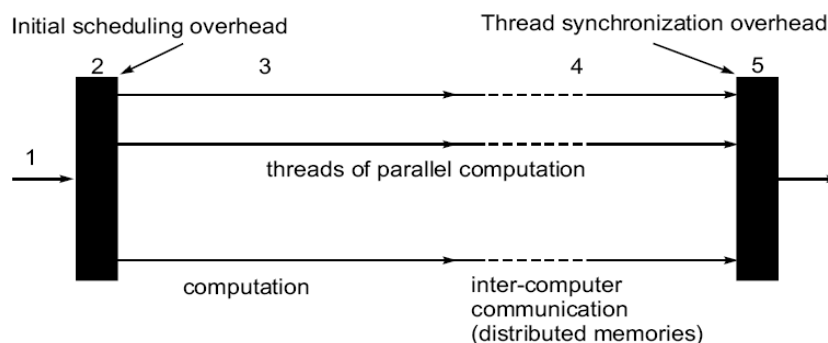 Initial scheduling overhead
Thread synchronization overhead
2
3
4
5
1
threads of parallel computation
computation
inter-computer
communication
(distributed memories)